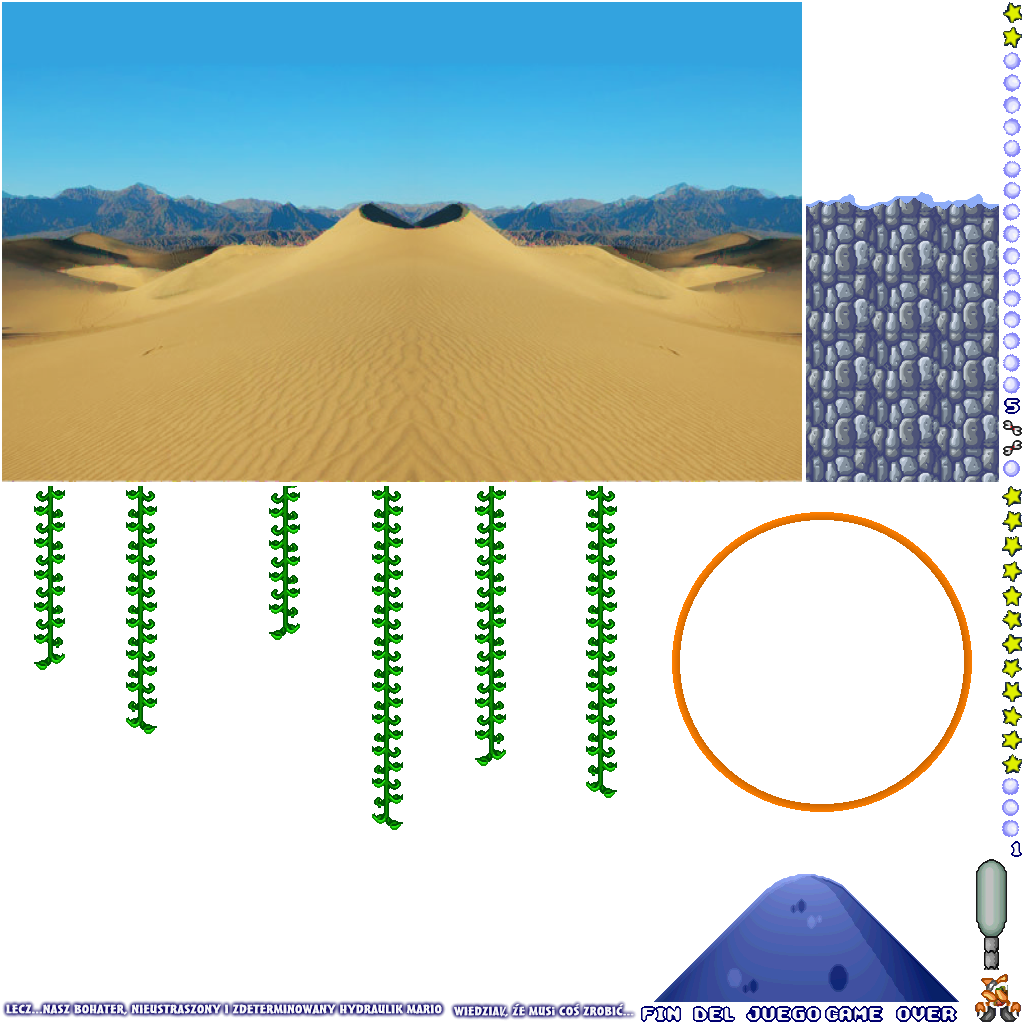 5
1
LECZ...NASZ BOHATER, NIEUSTRASZONY I ZDETERMINOWANY HYDRAULIK MARIO
WIEDZIAŁ, ŻE MUSI COŚ ZROBIĆ...
FIN DEL JUEGO
GAME OVER